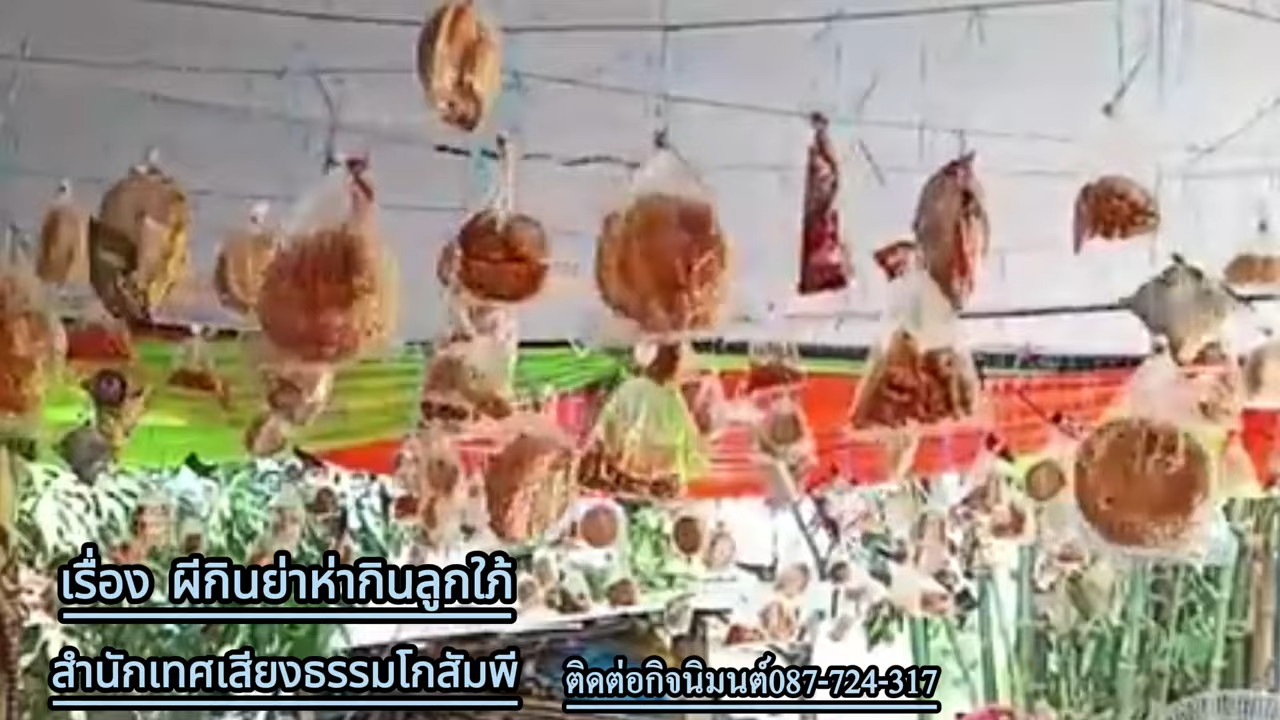 เรื่อง ผีกินย่าห่ากินลูกใภ้
สำนักเทศเสียงธรรมโกสัมพี
ติดต่อกิจนิมนต์087-724-317